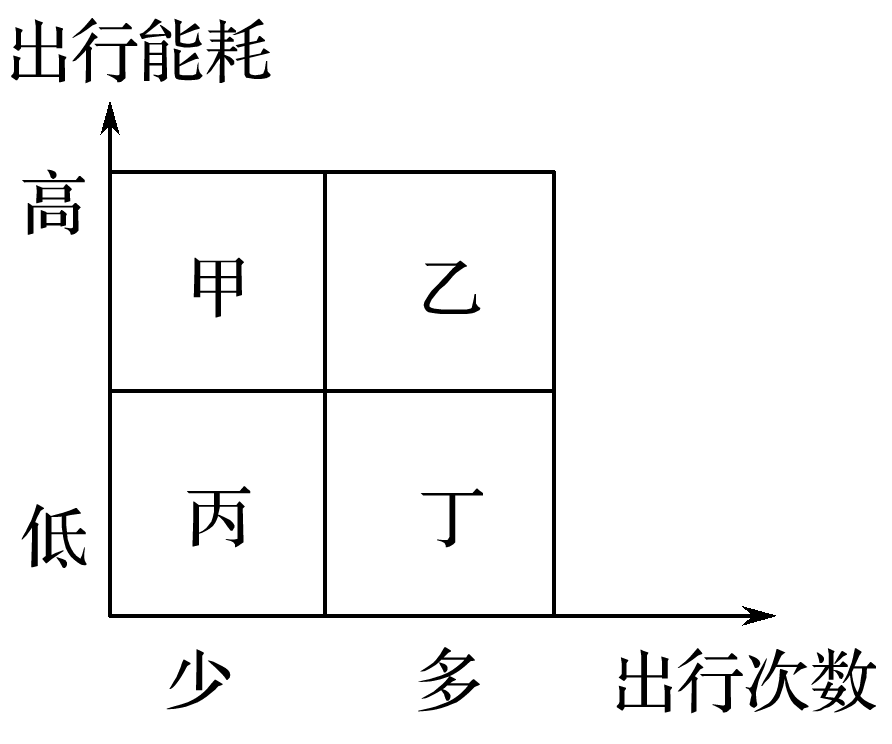 出行能耗
高
甲 乙
丙 丁
低
少 多 出行次数